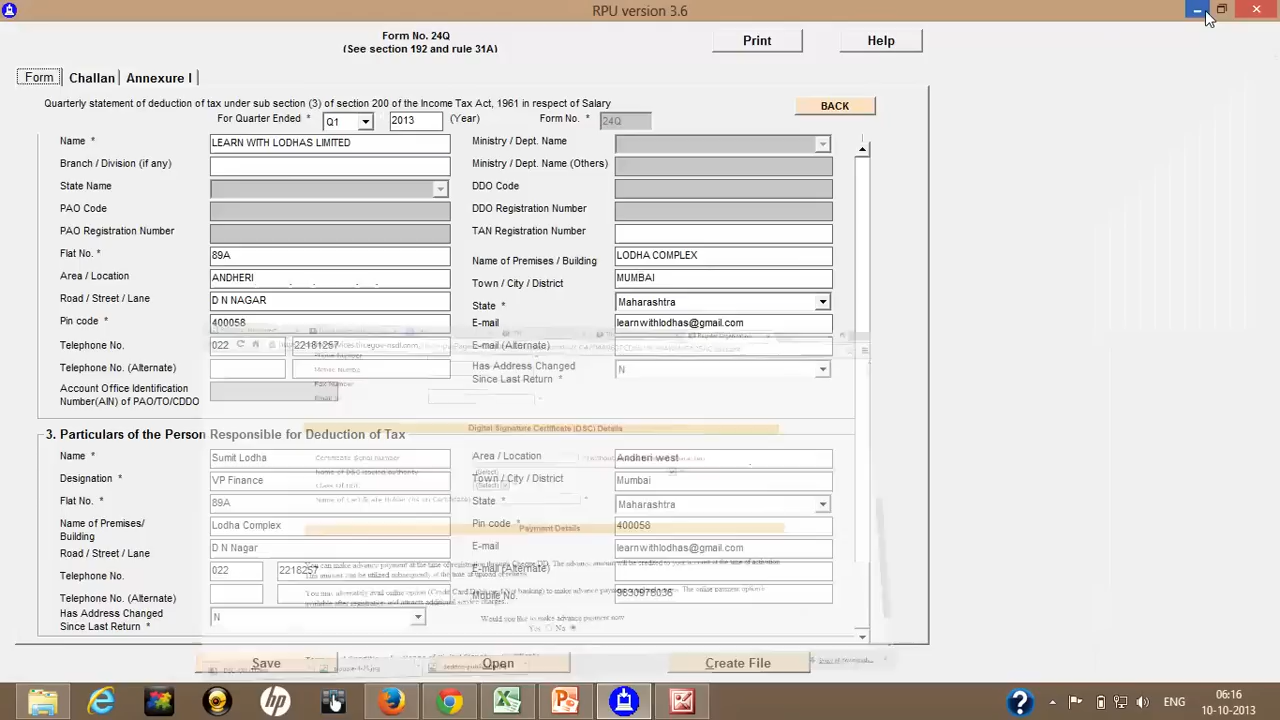 RPU version 3.6
Form No. 24Q
(See section 192 and rule 31A)
Print
Help
Form
Challan
Annexure I
Quarterly statement of deduction of tax under sub section (3) of section 200 of the Income Tax Act, 1961 in respect of Salary
BACK
For Quarter Ended * Q1 2013 (Year) Form No. * 24Q
Name * LEARN WITH LODHAS LIMITED Ministry / Dept. Name
Branch / Division (if any) Ministry / Dept. Name (Others)
State Name DDO Code
PAO Code DDO Registration Number
PAO Registration Number TAN Registration Number
Flat No. * 89A Name of Premises / Building LODHA COMPLEX
Area / Location ANDHERI Town / City / District MUMBAI
Road / Street / Lane D N NAGAR State * Maharashtra
Pin code * 400058 E-mail learnwithlodhas@gmail.com
Telephone No. 022 22181257 E-mail (Alternate)
Telephone No. (Alternate) Has Address Changed Since Last Return * N
Account Office Identification Number(AIN) of PAO/TO/CDDO
Digital Signature Certificate (DSC) Details
3. Particulars of the Person Responsible for Deduction of Tax
Name * Sumit Lodha Area / Location Andheri west
Designation * VP Finance Town / City / District Mumbai
Flat No. * 89A State * Maharashtra
Name of Premises/ Building Lodha Complex Pin code * 400058
Payment Details
Road / Street / Lane D N Nagar E-mail learnwithlodhas@gmail.com
Telephone No. 022 2218257 E-mail (Alternate)
Telephone No. (Alternate) Mobile No.
Would you like to make advance payment now
Has Address Changed Since Last Return * N
Yes No
Save
Open
Create File
ENG
06:16
10-10-2013